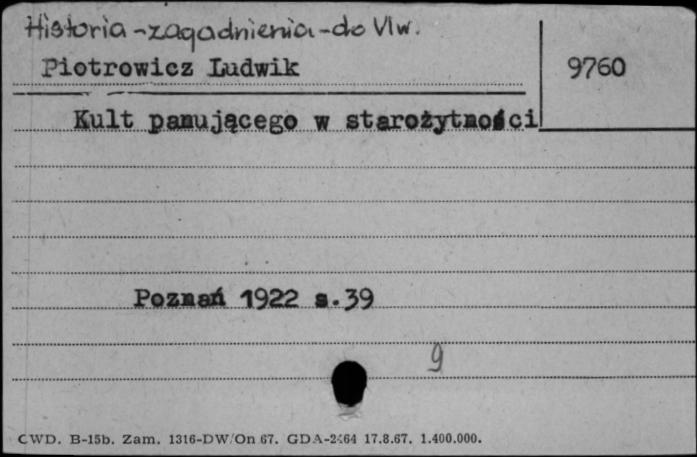 Historia - zagadnienia - do VIw.
Piotrowicz Ludwik
9760
Kult panującego w starożytności
Poznań 1922 s.39
9
CWD. B-15b. Zam. 1316-DW/On 67. GDA-2464 17.8.67. 1.400.000.